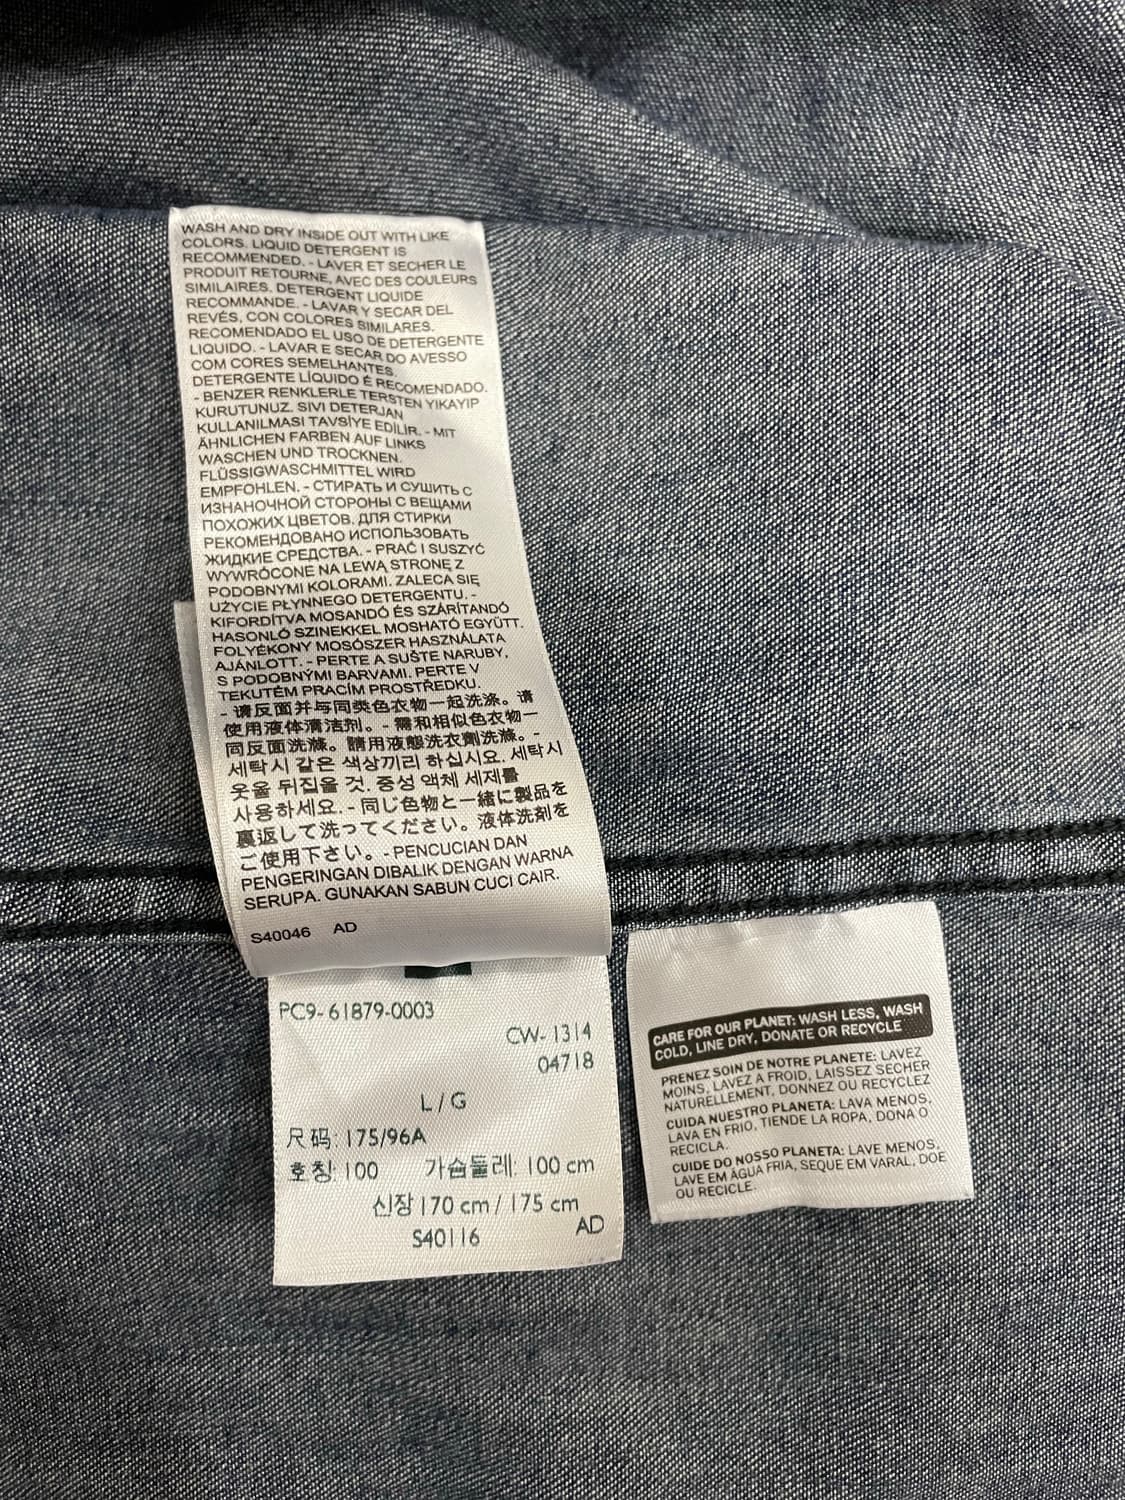 WASH AND DRY INSIDE OUT WITH LIKE
COLORS. LIQUID DETERGENT IS
RECOMMENDED. - LAVER ET SECHER LE
PRODUIT RETOURNE, AVEC DES COULEURS
SIMILAIRES. DETERGENT LIQUIDE
RECOMMANDE. - LAVAR Y SECAR DEL
REVÉS, CON COLORES SIMILARES.
RECOMENDADO EL USO DE DETERGENTE
LIQUIDO. - LAVAR E SECAR DO AVESSO
COM CORES SEMELHANTES.
DETERGENTE LÍQUIDO É RECOMENDADO.
- BENZER RENKLERLE TERSTEN YIKAYIP
KURUTUNUZ. SIVI DETERJAN
KULLANILMASI TAVSİYE EDİLİR. - MIT
ÄHNLICHEN FARBEN AUF LINKS
WASCHEN UND TROCKNEN.
FLÜSSIGWASCHMITTEL WIRD
EMPFOHLEN. - СТИРАТЬ И СУШИТЬ С
ИЗНАНОЧНОЙ СТОРОНЫ С ВЕЩАМИ
ПОХОЖИХ ЦВЕТОВ. ДЛЯ СТИРКИ
РЕКОМЕНДОВАНО ИСПОЛЬЗОВАТЬ
ЖИДКИЕ СРЕДСТВА. - PRAĆ I SUSZYĆ
WYWRÓCONE NA LEWĄ STRONĘ Z
PODOBNYMI KOLORAMI. ZALECA SIĘ
UŻYCIE PŁYNNEGO DETERGENTU. -
KIFORDÍTVA MOSANDÓ ÉS SZÁRÍTANDÓ
HASONLÓ SZINEKKEL MOSHATÓ EGYÜTT.
FOLYÉKONY MOSÓSZER HASZNÁLATA
AJÁNLOTT. - PERTE A SUŠTE NARUBY,
S PODOBNÝMI BARVAMI. PERTE V
TEKUTÉM PRACÍM PROSTŘEDKU.
- 请反面并与同类色衣物一起洗涤。请
使用液体清洁剂。- 需和相似色衣物一
同反面洗滌。請用液態洗衣劑洗滌。-
세탁시 같은 색상끼리 하십시요. 세탁시
옷을 뒤집을 것. 중성 액체 세제를
사용하세요. - 同じ色物と一緒に製品を
裏返して洗ってください。液体洗剤を
ご使用下さい。- PENCUCIAN DAN
PENGERINGAN DIBALIK DENGAN WARNA
SERUPA. GUNAKAN SABUN CUCI CAIR.
S40046 AD
PC9-61879-0003
CW-1314
04718
L/G
尺码: 175/96A
호칭: 100 가슴둘레: 100 cm
신장 170 cm / 175 cm
S40116 AD
CARE FOR OUR PLANET: WASH LESS, WASH
COLD, LINE DRY, DONATE OR RECYCLE
PRENEZ SOIN DE NOTRE PLANETE: LAVEZ
MOINS, LAVEZ A FROID, LAISSEZ SECHER
NATURELLEMENT, DONNEZ OU RECYCLEZ
CUIDA NUESTRO PLANETA: LAVA MENOS,
LAVA EN FRIO, TIENDE LA ROPA, DONA O
RECICLA.
CUIDE DO NOSSO PLANETA: LAVE MENOS,
LAVE EM ÁGUA FRIA, SEQUE EM VARAL, DOE
OU RECICLE.